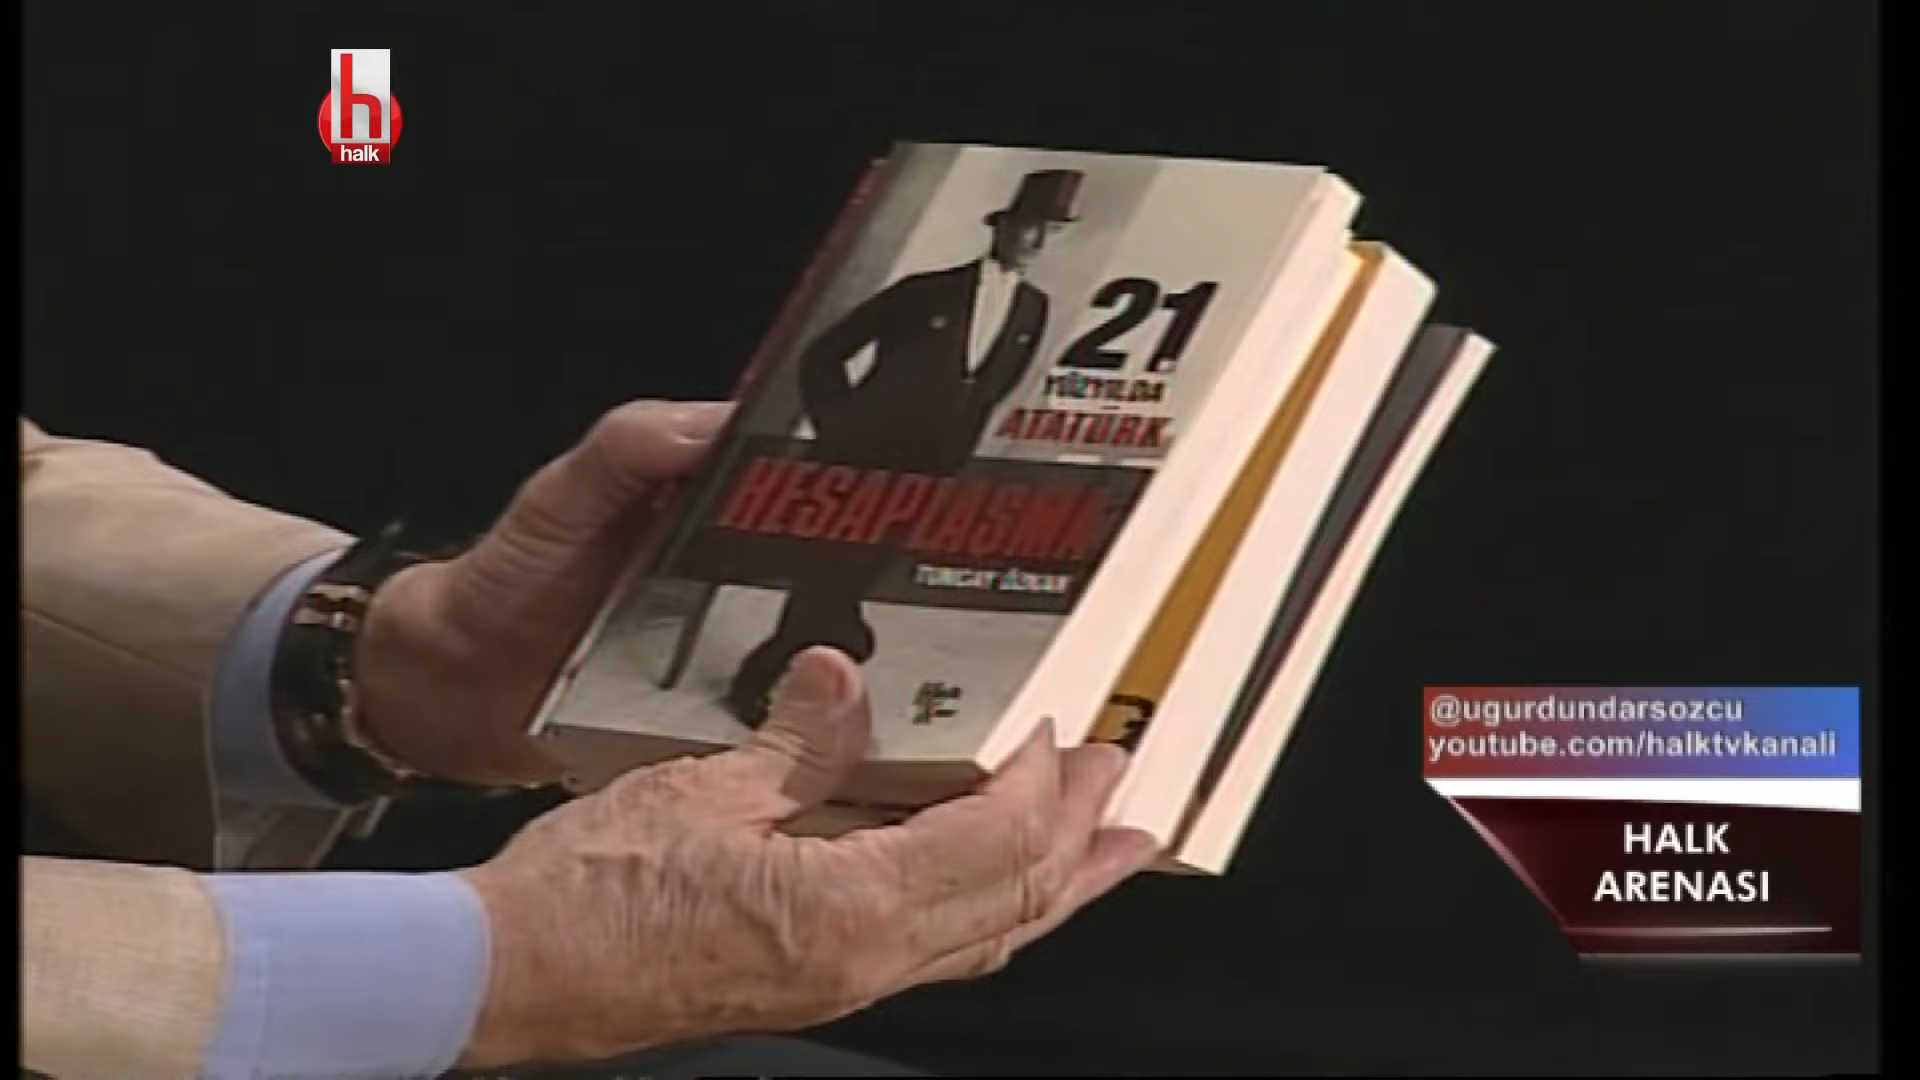 h
halk
21.
YÜZYILDA
ATATÜRK
HESAPLAŞMA
TUNCAY ÖZKAN
@ugurdundarsozcu
youtube.com/halktvkanali
HALK
ARENASI